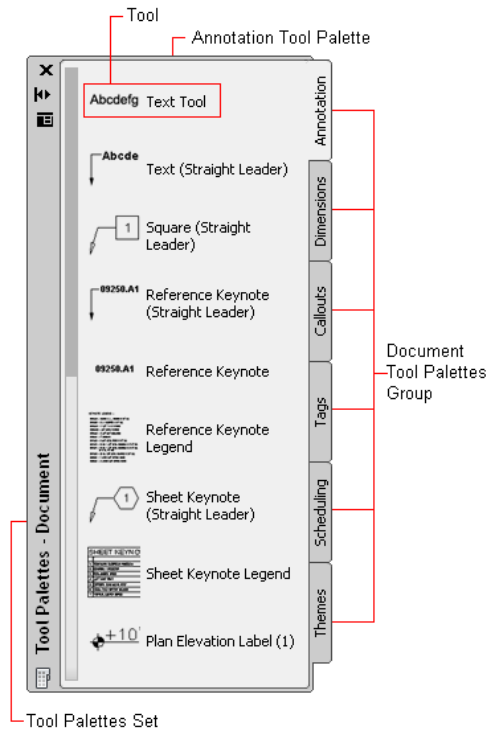 Tool
Annotation Tool Palette
Abcdefg Text Tool
Abcde
Text (Straight Leader)
1
Square (Straight
Leader)
09250.A1
Reference Keynote
(Straight Leader)
09250.A1 Reference Keynote
Reference Keynote
Legend
1
Sheet Keynote
(Straight Leader)
SHEET KEYNO
Sheet Keynote Legend
+10'
Plan Elevation Label (1)
Annotation
Dimensions
Callouts
Tags
Scheduling
Themes
Document
Tool Palettes
Group
Tool Palettes - Document
Tool Palettes Set